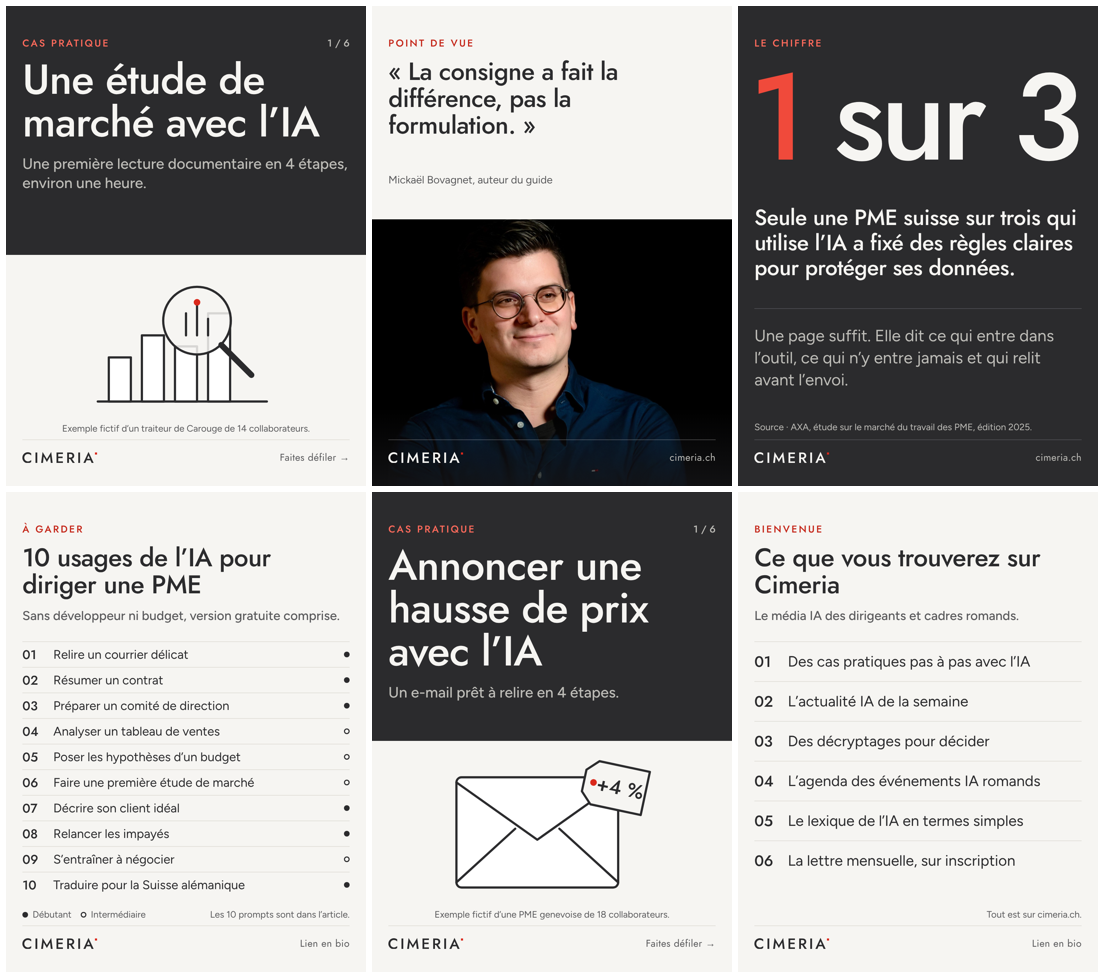 CAS PRATIQUE
1 / 6
Une étude de
marché avec l’IA
Une première lecture documentaire en 4 étapes,
environ une heure.
Exemple fictif d’un traiteur de Carouge de 14 collaborateurs.
CIMERIA
Faites défiler →
POINT DE VUE
« La consigne a fait la
différence, pas la
formulation. »
Mickaël Bovagnet, auteur du guide
CIMERIA
cimeria.ch
LE CHIFFRE
1 sur 3
Seule une PME suisse sur trois qui
utilise l’IA a fixé des règles claires
pour protéger ses données.
Une page suffit. Elle dit ce qui entre dans
l’outil, ce qui n’y entre jamais et qui relit
avant l’envoi.
Source · AXA, étude sur le marché du travail des PME, édition 2025.
CIMERIA
cimeria.ch
À GARDER
10 usages de l’IA pour
diriger une PME
Sans développeur ni budget, version gratuite comprise.
01 Relire un courrier délicat
02 Résumer un contrat
03 Préparer un comité de direction
04 Analyser un tableau de ventes
05 Poser les hypothèses d’un budget
06 Faire une première étude de marché
07 Décrire son client idéal
08 Relancer les impayés
09 S’entraîner à négocier
10 Traduire pour la Suisse alémanique
Débutant Intermédiaire Les 10 prompts sont dans l’article.
CIMERIA
Lien en bio
CAS PRATIQUE
1 / 6
Annoncer une
hausse de prix
avec l’IA
Un e-mail prêt à relire en 4 étapes.
+4 %
Exemple fictif d’une PME genevoise de 18 collaborateurs.
CIMERIA
Faites défiler →
BIENVENUE
Ce que vous trouverez sur
Cimeria
Le média IA des dirigeants et cadres romands.
01 Des cas pratiques pas à pas avec l’IA
02 L’actualité IA de la semaine
03 Des décryptages pour décider
04 L’agenda des événements IA romands
05 Le lexique de l’IA en termes simples
06 La lettre mensuelle, sur inscription
Tout est sur cimeria.ch.
CIMERIA
Lien en bio